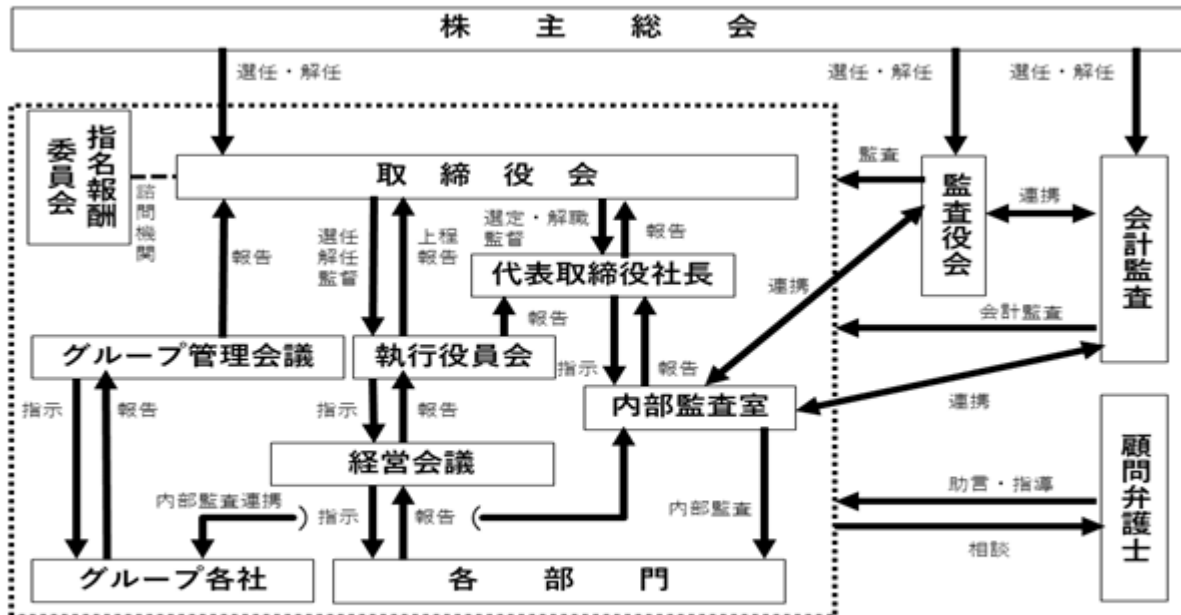 株主総会
選任・解任
選任・解任
選任・解任
指名報酬
委員会
諮問機関
取締役会
監査
監査役会
連携
会計監査
選任
解任
監督
上程
報告
選定・解職
監督
報告
報告
代表取締役社長
連携
報告
会計監査
グループ管理会議
執行役員会
指示
報告
指示
報告
指示
報告
内部監査室
連携
経営会議
顧問弁護士
内部監査連携
指示
報告
内部監査
助言・指導
相談
グループ各社
各部門